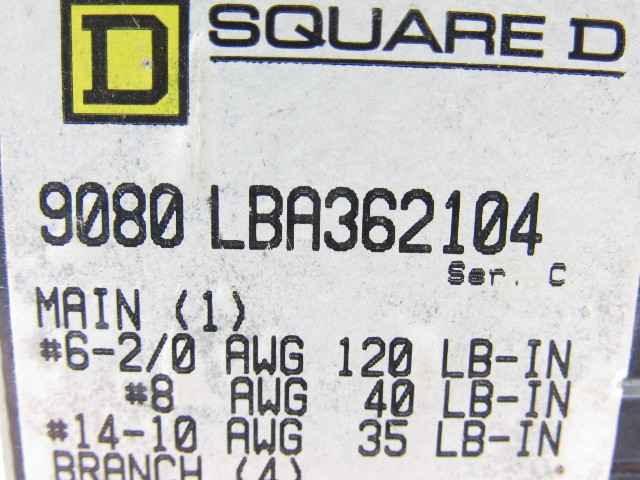 D SQUARE D
9080 LBA362104
Ser. C
MAIN (1)
#6-2/0 AWG 120 LB-IN
#8 AWG 40 LB-IN
#14-10 AWG 35 LB-IN
BRANCH (4)